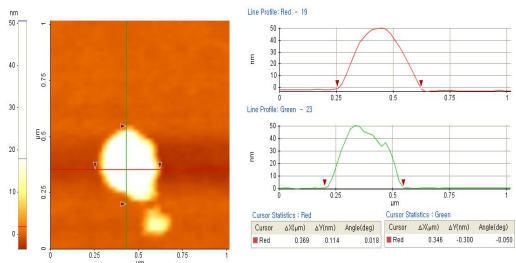 nm
50
40
30
20
10
0
1
0.75
0.5
µm
0.25
0
0 0.25 0.5 0.75 1
µm
Line Profile: Red - 19
nm
50
40
30
20
10
0
0 0.25 0.5 0.75 1
Line Profile: Green - 23
nm
50
40
30
20
10
0
0 0.25 0.5 0.75 1
µm
Cursor Statistics : Red
Cursor ΔX(µm) ΔY(nm) Angle(deg)
Red 0.369 0.114 0.018
Cursor Statistics : Green
Cursor ΔX(µm) ΔY(nm) Angle(deg)
Red 0.346 -0.300 -0.050